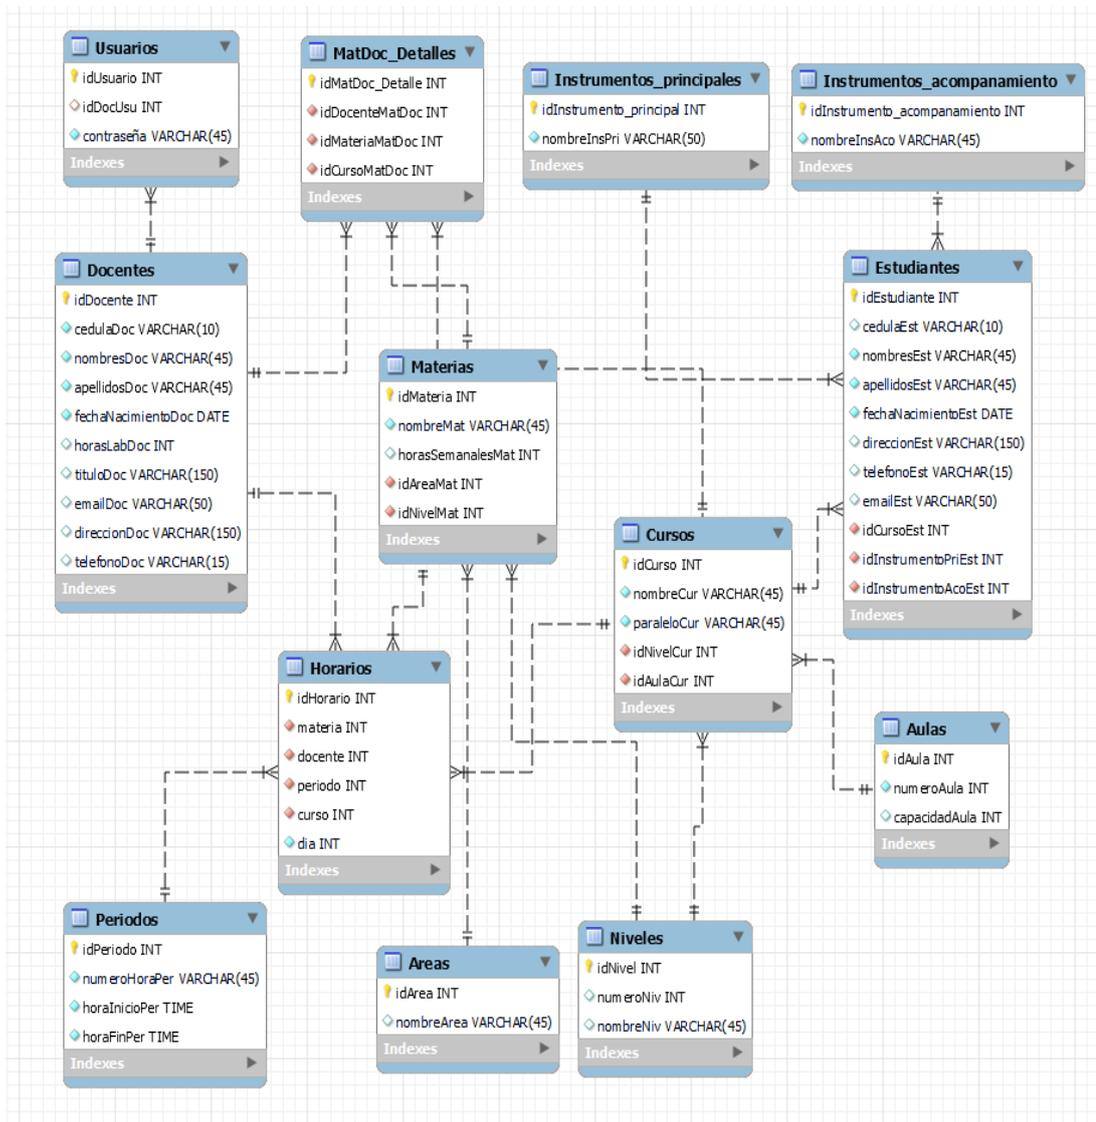 Usuarios
idUsuario INT
idDocUsu INT
contraseña VARCHAR(45)
Indexes
MatDoc_Detalles
idMatDoc_Detalle INT
idDocenteMatDoc INT
idMateriaMatDoc INT
idCursoMatDoc INT
Indexes
Instrumentos_principales
idInstrumento_principal INT
nombreInsPri VARCHAR(50)
Indexes
Instrumentos_acompanamiento
idInstrumento_acompanamiento INT
nombreInsAco VARCHAR(45)
Indexes
Docentes
idDocente INT
cedulaDoc VARCHAR(10)
nombresDoc VARCHAR(45)
apellidosDoc VARCHAR(45)
fechaNacimientoDoc DATE
horasLabDoc INT
tituloDoc VARCHAR(150)
emailDoc VARCHAR(50)
direccionDoc VARCHAR(150)
telefonoDoc VARCHAR(15)
Indexes
Materias
idMateria INT
nombreMat VARCHAR(45)
horasSemanalesMat INT
idAreaMat INT
idNivelMat INT
Indexes
Estudiantes
idEstudiante INT
cedulaEst VARCHAR(10)
nombresEst VARCHAR(45)
apellidosEst VARCHAR(45)
fechaNacimientoEst DATE
direccionEst VARCHAR(150)
telefonoEst VARCHAR(15)
emailEst VARCHAR(50)
idCursoEst INT
idInstrumentoPriEst INT
idInstrumentoAcoEst INT
Indexes
Cursos
idCurso INT
nombreCur VARCHAR(45)
paraleloCur VARCHAR(45)
idNivelCur INT
idAulaCur INT
Indexes
Horarios
idHorario INT
materia INT
docente INT
periodo INT
curso INT
dia INT
Indexes
Aulas
idAula INT
numeroAula INT
capacidadAula INT
Indexes
Periodos
idPeriodo INT
numeroHoraPer VARCHAR(45)
horaInicioPer TIME
horaFinPer TIME
Indexes
Areas
idArea INT
nombreArea VARCHAR(45)
Indexes
Niveles
idNivel INT
numeroNiv INT
nombreNiv VARCHAR(45)
Indexes